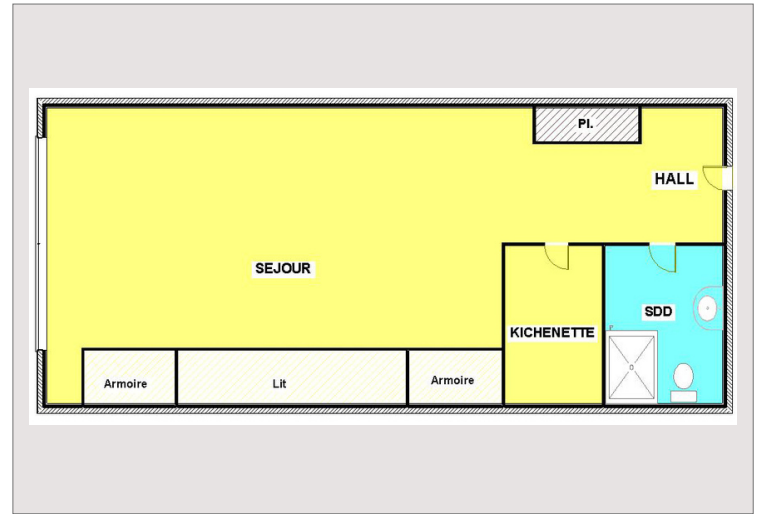 Pl.
HALL
SEJOUR
SDD
KICHENETTE
Armoire
Lit
Armoire